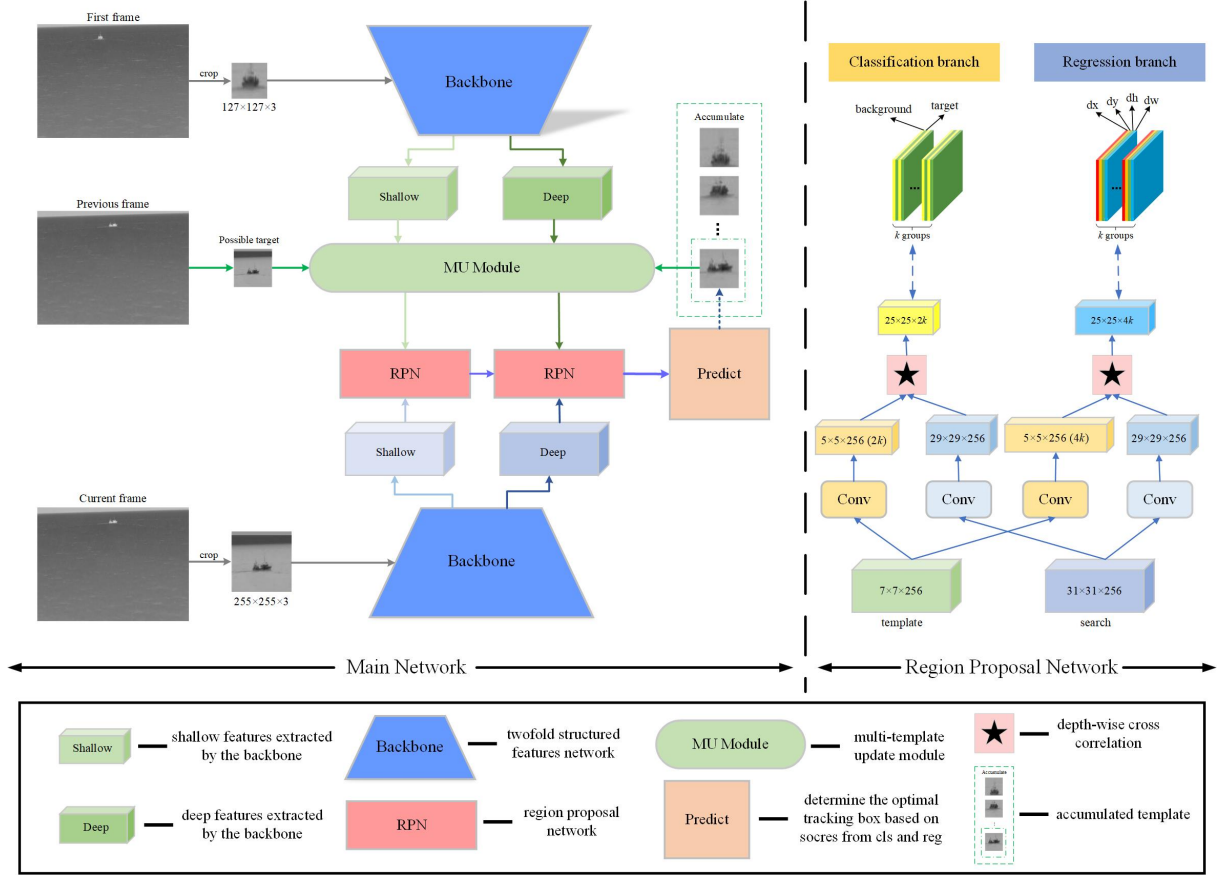 First frame
crop
127×127×3
Backbone
Accumulate
Shallow
Deep
Previous frame
Possible target
MU Module
RPN
RPN
Predict
Shallow
Deep
Current frame
crop
255×255×3
Backbone
Main Network
Classification branch
Regression branch
background
target
dx
dy
dh
dw
...
...
k groups
k groups
25×25×2k
25×25×4k
5×5×256 (2k)
29×29×256
5×5×256 (4k)
29×29×256
Conv
Conv
Conv
Conv
7×7×256
31×31×256
template
search
Region Proposal Network
Shallow
shallow features extracted
by the backbone
Backbone
twofold structured
features network
MU Module
multi-template
update module
depth-wise cross
correlation
Deep
deep features extracted
by the backbone
RPN
region proposal
network
Predict
determine the optimal
tracking box based on
socres from cls and reg
Accumulate
accumulated template